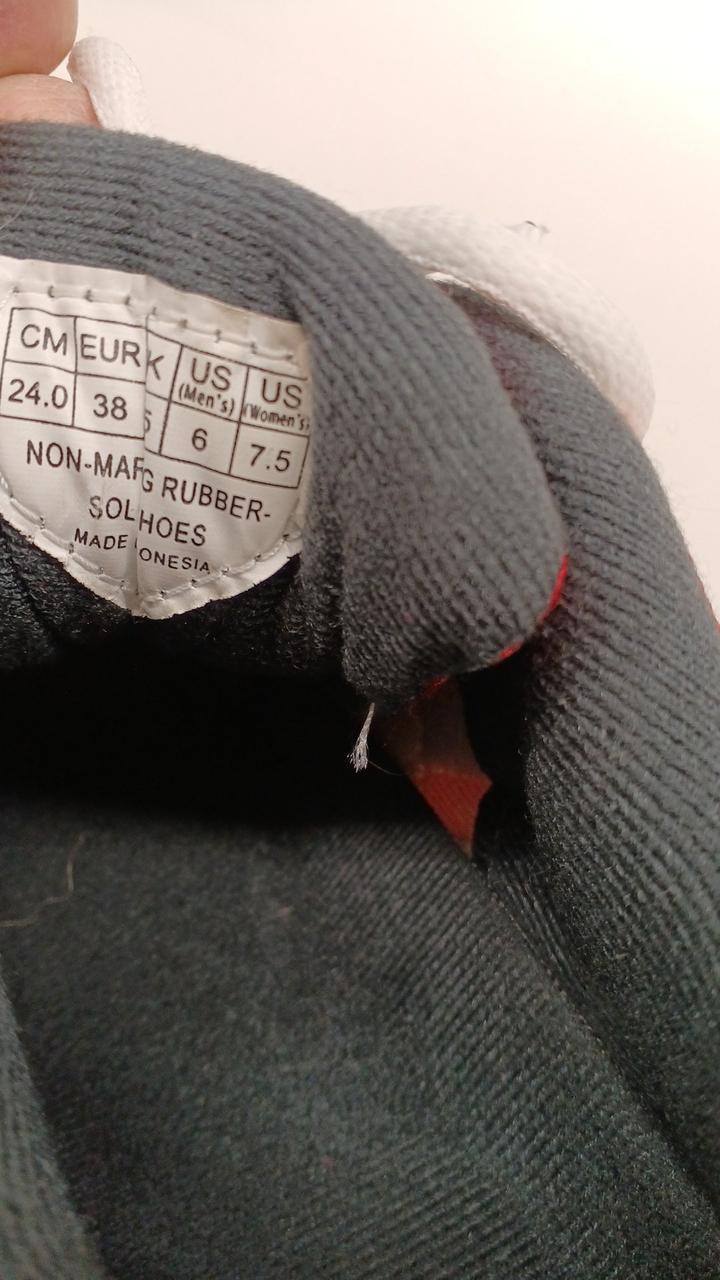 CM EUR K US US
(Men's) (Women's)
24.0 38 5 6 7.5
NON-MAR G RUBBER-
SOL HOES
MADE ONESIA